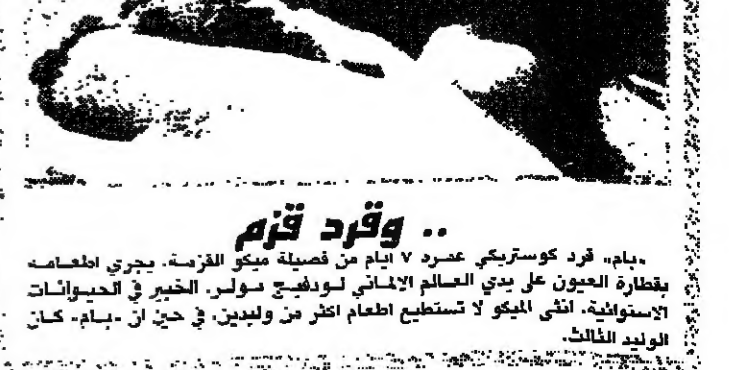 .. وقرد قزم
«بام» قرد كوستريكي عمره ٧ ايام من فصيلة ميكو القزمة. يجري اطعامه
بقطارة العيون على يدي العالم الالماني لودفيج مولر. الخبير في الحيوانات
الاستوائية. انثى الميكو لا تستطيع اطعام اكثر من وليدين. في حين ان «بام» كان
الوليد الثالث.